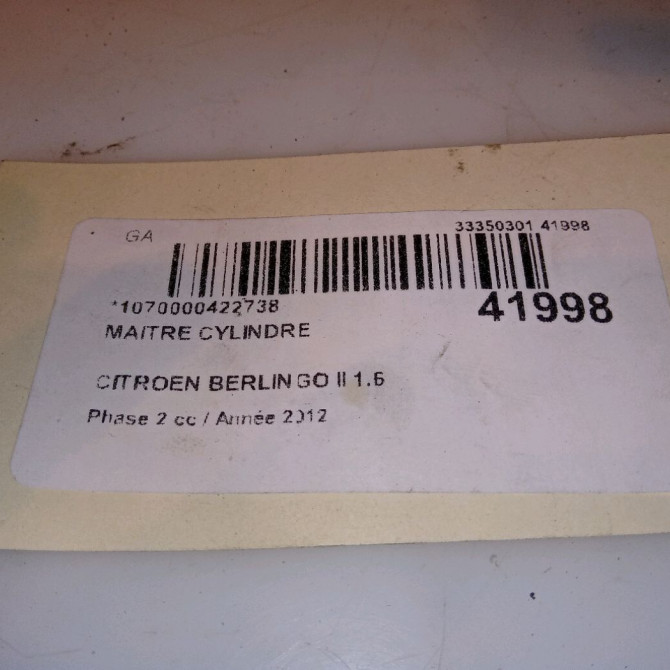 GA
33350301 41998
*1070000422738
41998
MAITRE CYLINDRE
CITROEN BERLINGO II 1.6
Phase 2 cc / Année 2012